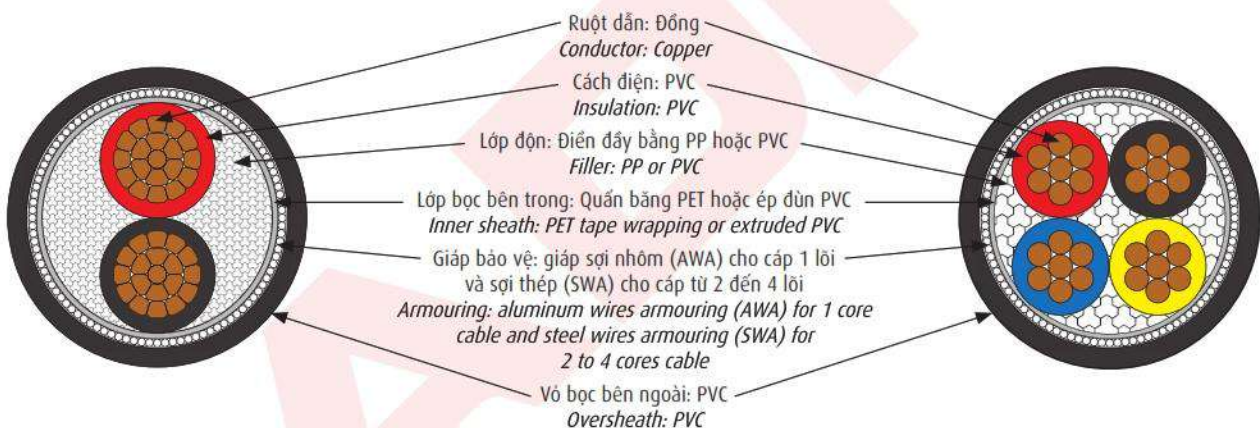 Ruột dẫn: Đồng
Conductor: Copper
Cách điện: PVC
Insulation: PVC
Lớp độn: Điền đầy bằng PP hoặc PVC
Filler: PP or PVC
Lớp bọc bên trong: Quấn băng PET hoặc ép đùn PVC
Inner sheath: PET tape wrapping or extruded PVC
Giáp bảo vệ: giáp sợi nhôm (AWA) cho cáp 1 lõi
và sợi thép (SWA) cho cáp từ 2 đến 4 lõi
Armouring: aluminum wires armouring (AWA) for 1 core
cable and steel wires armouring (SWA) for
2 to 4 cores cable
Vỏ bọc bên ngoài: PVC
Oversheath: PVC